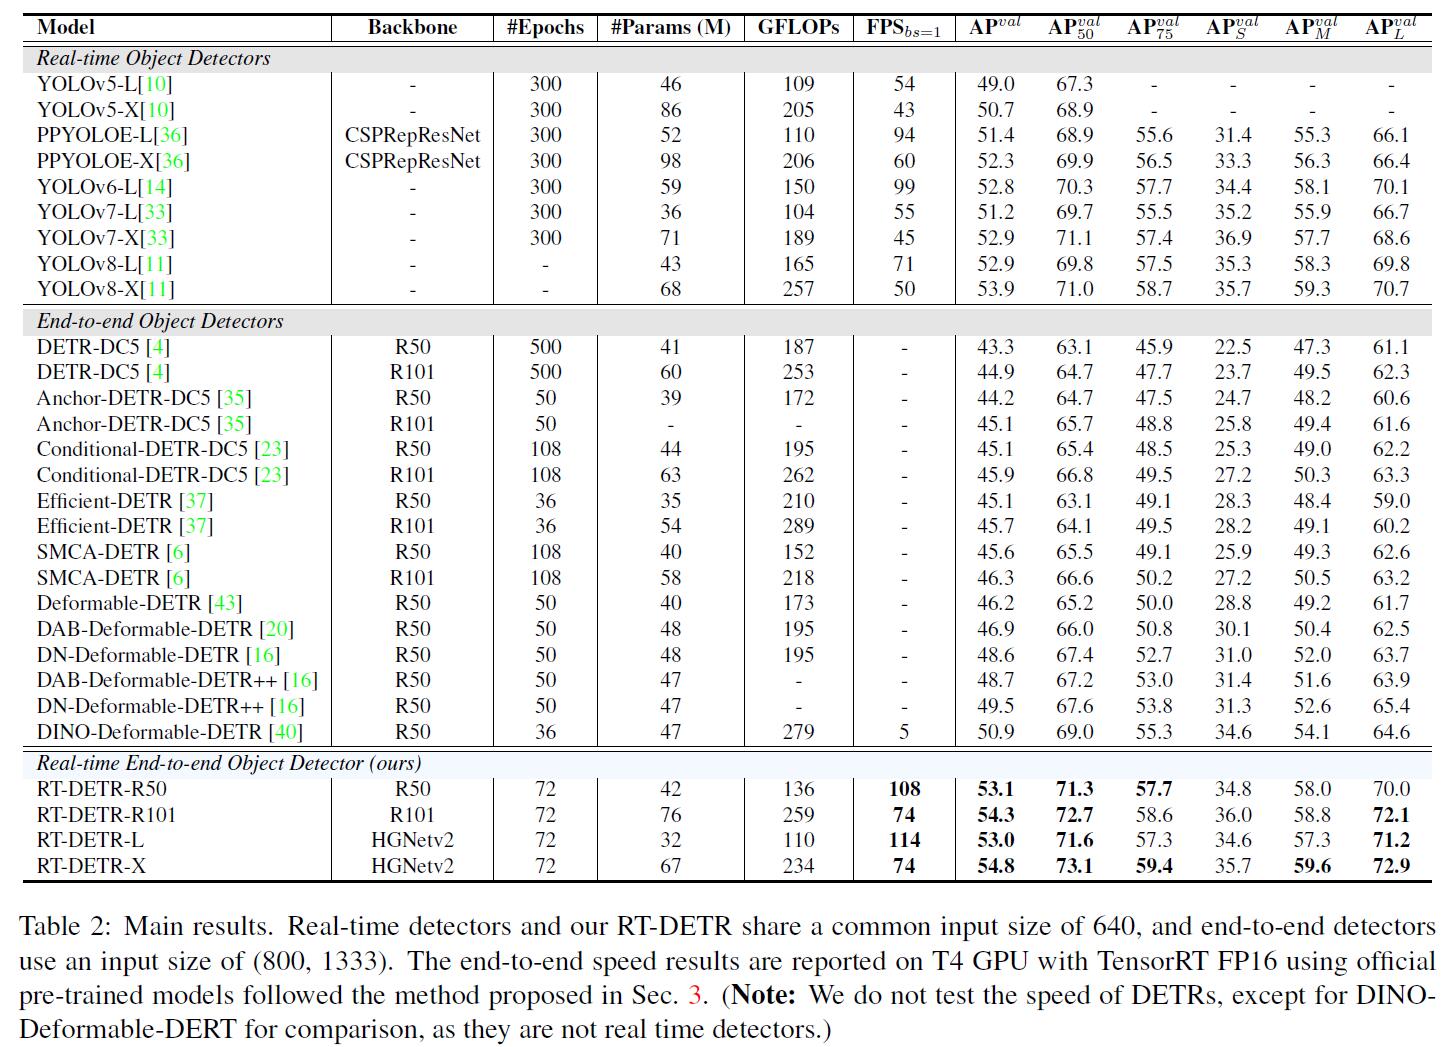 Model Backbone #Epochs #Params (M) GFLOPs FPS_bs=1 AP^val AP^val_50 AP^val_75 AP^val_S AP^val_M AP^val_L
Real-time Object Detectors
YOLOv5-L[10] - 300 46 109 54 49.0 67.3 - - - -
YOLOv5-X[10] - 300 86 205 43 50.7 68.9 - - - -
PPYOLOE-L[36] CSPRepResNet 300 52 110 94 51.4 68.9 55.6 31.4 55.3 66.1
PPYOLOE-X[36] CSPRepResNet 300 98 206 60 52.3 69.9 56.5 33.3 56.3 66.4
YOLOv6-L[14] - 300 59 150 99 52.8 70.3 57.7 34.4 58.1 70.1
YOLOv7-L[33] - 300 36 104 55 51.2 69.7 55.5 35.2 55.9 66.7
YOLOv7-X[33] - 300 71 189 45 52.9 71.1 57.4 36.9 57.7 68.6
YOLOv8-L[11] - - 43 165 71 52.9 69.8 57.5 35.3 58.3 69.8
YOLOv8-X[11] - - 68 257 50 53.9 71.0 58.7 35.7 59.3 70.7
End-to-end Object Detectors
DETR-DC5 [4] R50 500 41 187 - 43.3 63.1 45.9 22.5 47.3 61.1
DETR-DC5 [4] R101 500 60 253 - 44.9 64.7 47.7 23.7 49.5 62.3
Anchor-DETR-DC5 [35] R50 50 39 172 - 44.2 64.7 47.5 24.7 48.2 60.6
Anchor-DETR-DC5 [35] R101 50 - - - 45.1 65.7 48.8 25.8 49.4 61.6
Conditional-DETR-DC5 [23] R50 108 44 195 - 45.1 65.4 48.5 25.3 49.0 62.2
Conditional-DETR-DC5 [23] R101 108 63 262 - 45.9 66.8 49.5 27.2 50.3 63.3
Efficient-DETR [37] R50 36 35 210 - 45.1 63.1 49.1 28.3 48.4 59.0
Efficient-DETR [37] R101 36 54 289 - 45.7 64.1 49.5 28.2 49.1 60.2
SMCA-DETR [6] R50 108 40 152 - 45.6 65.5 49.1 25.9 49.3 62.6
SMCA-DETR [6] R101 108 58 218 - 46.3 66.6 50.2 27.2 50.5 63.2
Deformable-DETR [43] R50 50 40 173 - 46.2 65.2 50.0 28.8 49.2 61.7
DAB-Deformable-DETR [20] R50 50 48 195 - 46.9 66.0 50.8 30.1 50.4 62.5
DN-Deformable-DETR [16] R50 50 48 195 - 48.6 67.4 52.7 31.0 52.0 63.7
DAB-Deformable-DETR++ [16] R50 50 47 - - 48.7 67.2 53.0 31.4 51.6 63.9
DN-Deformable-DETR++ [16] R50 50 47 - - 49.5 67.6 53.8 31.3 52.6 65.4
DINO-Deformable-DETR [40] R50 36 47 279 5 50.9 69.0 55.3 34.6 54.1 64.6
Real-time End-to-end Object Detector (ours)
RT-DETR-R50 R50 72 42 136 108 53.1 71.3 57.7 34.8 58.0 70.0
RT-DETR-R101 R101 72 76 259 74 54.3 72.7 58.6 36.0 58.8 72.1
RT-DETR-L HGNetv2 72 32 110 114 53.0 71.6 57.3 34.6 57.3 71.2
RT-DETR-X HGNetv2 72 67 234 74 54.8 73.1 59.4 35.7 59.6 72.9
Table 2: Main results. Real-time detectors and our RT-DETR share a common input size of 640, and end-to-end detectors
use an input size of (800, 1333). The end-to-end speed results are reported on T4 GPU with TensorRT FP16 using official
pre-trained models followed the method proposed in Sec. 3. (Note: We do not test the speed of DETRs, except for DINO-
Deformable-DERT for comparison, as they are not real time detectors.)